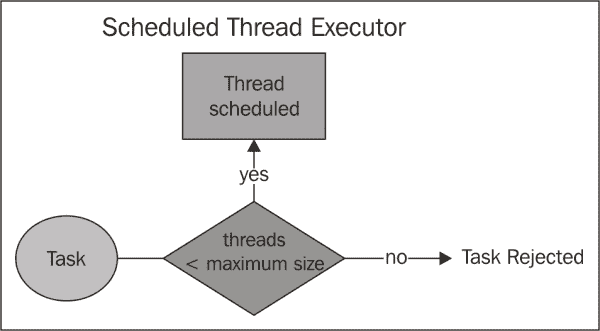 Scheduled Thread Executor
Thread
scheduled
yes
Task
threads
< maximum size
no
Task Rejected